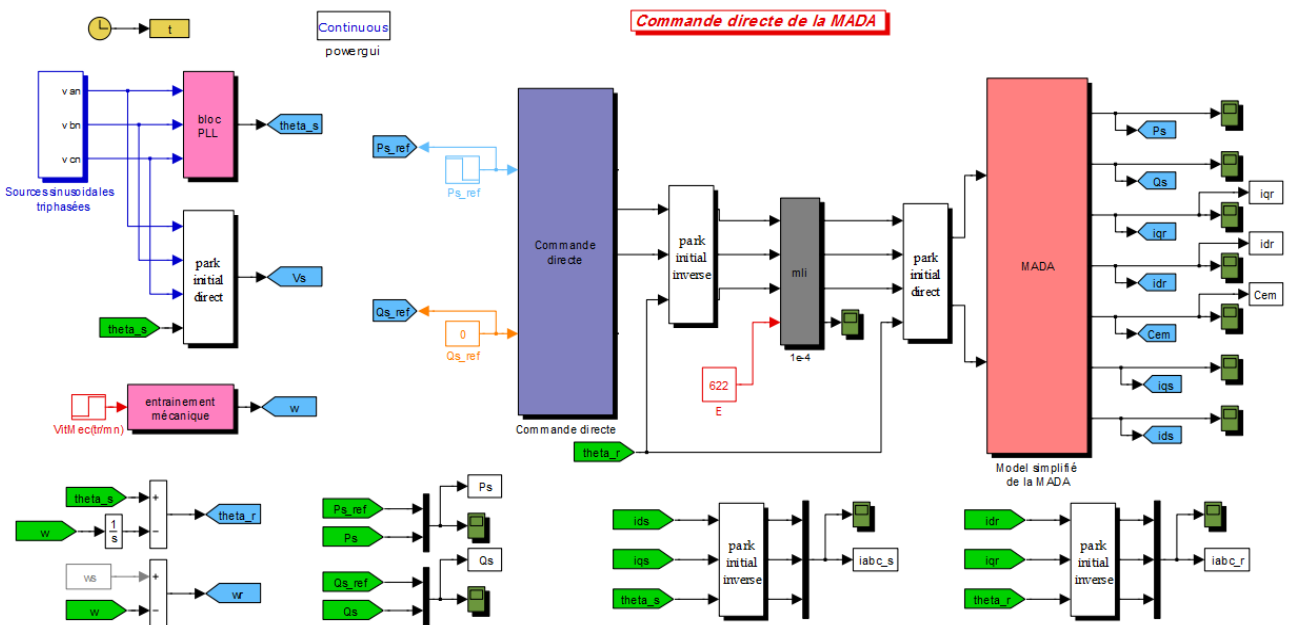 Commande directe de la MADA
t
Continuous
powergui
v an
v bn
v cn
Sources sinusoidales
triphasées
bloc
PLL
theta_s
park
initial
direct
Vs
theta_s
VitMec(tr/mn)
entrainement
mécanique
w
Ps_ref
Ps_ref
Qs_ref
0
Qs_ref
Commande
directe
Commande directe
park
initial
inverse
mli
1e-4
622
E
theta_r
park
initial
direct
MADA
Model simplifié
de la MADA
Ps
Qs
iqr
iqr
idr
idr
Cem
Cem
iqs
ids
theta_s
w
1
s
+
−
theta_r
ws
w
+
−
wr
Ps_ref
Ps
Ps
Qs_ref
Qs
Qs
ids
iqs
theta_s
park
initial
inverse
iabc_s
idr
iqr
theta_r
park
initial
inverse
iabc_r